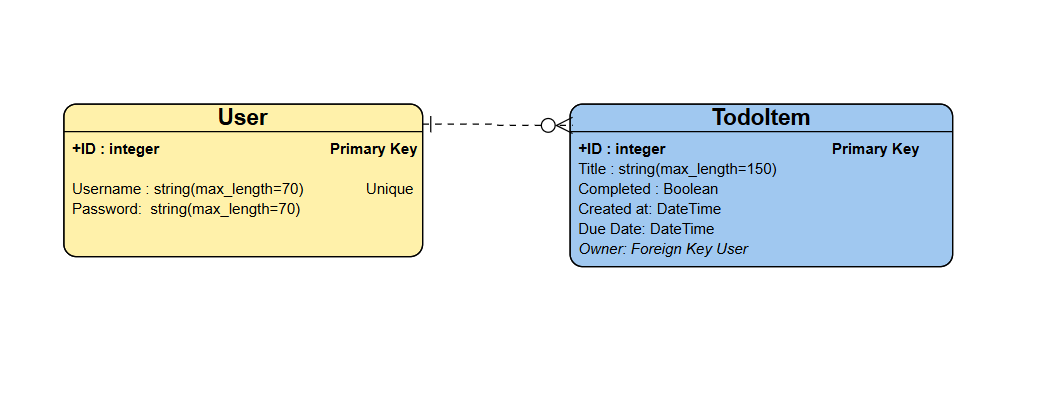 User
+ID : integer Primary Key
Username : string(max_length=70) Unique
Password: string(max_length=70)
TodoItem
+ID : integer Primary Key
Title : string(max_length=150)
Completed : Boolean
Created at: DateTime
Due Date: DateTime
Owner: Foreign Key User